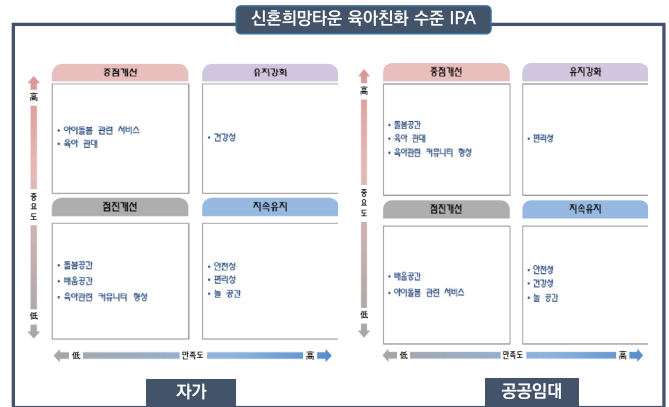 신혼희망타운 육아친화 수준 IPA
중점개선
유지강화
高
• 아이돌봄 관련 서비스
• 육아 관대
• 건강성
중요도
점진개선
지속유지
• 돌봄공간
• 배움공간
• 육아관련 커뮤니티 형성
• 안전성
• 편리성
• 놀 공간
低
低 만족도 高
자가
중점개선
유지강화
高
• 돌봄공간
• 육아 관대
• 육아관련 커뮤니티 형성
• 편리성
중요도
점진개선
지속유지
• 배움공간
• 아이돌봄 관련 서비스
• 안전성
• 건강성
• 놀 공간
低
低 만족도 高
공공임대